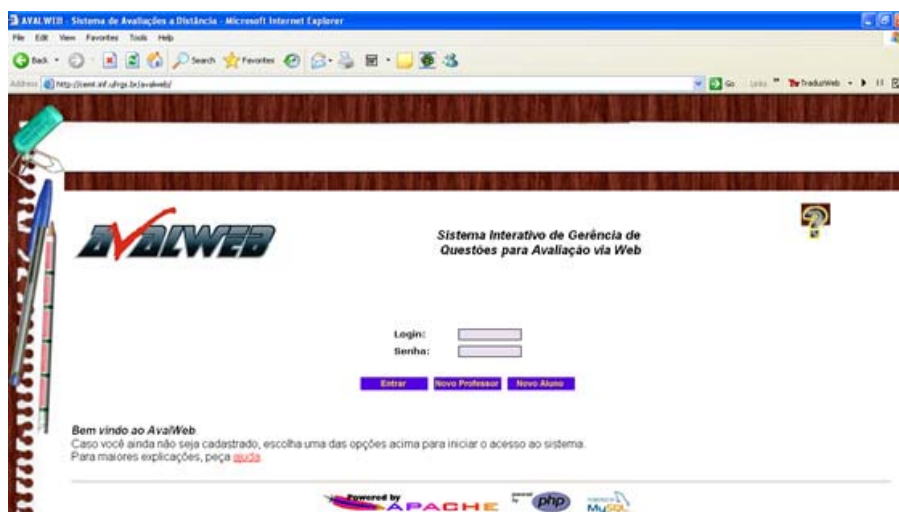 AVALWEB - Sistema de Avaliações a Distância - Microsoft Internet Explorer
File Edit View Favorites Tools Help
Back Search Favorites
Address http://cemt.inf.ufrgs.br/avalweb/ Go Links TraduzWeb
AVALWEB
Sistema Interativo de Gerência de
Questões para Avaliação via Web
?
Login:
Senha:
Entrar Novo Professor Novo Aluno
Bem vindo ao AvalWeb.
Caso você ainda não seja cadastrado, escolha uma das opções acima para iniciar o acesso ao sistema.
Para maiores explicações, peça ajuda
Powered by APACHE powered by php MySQL